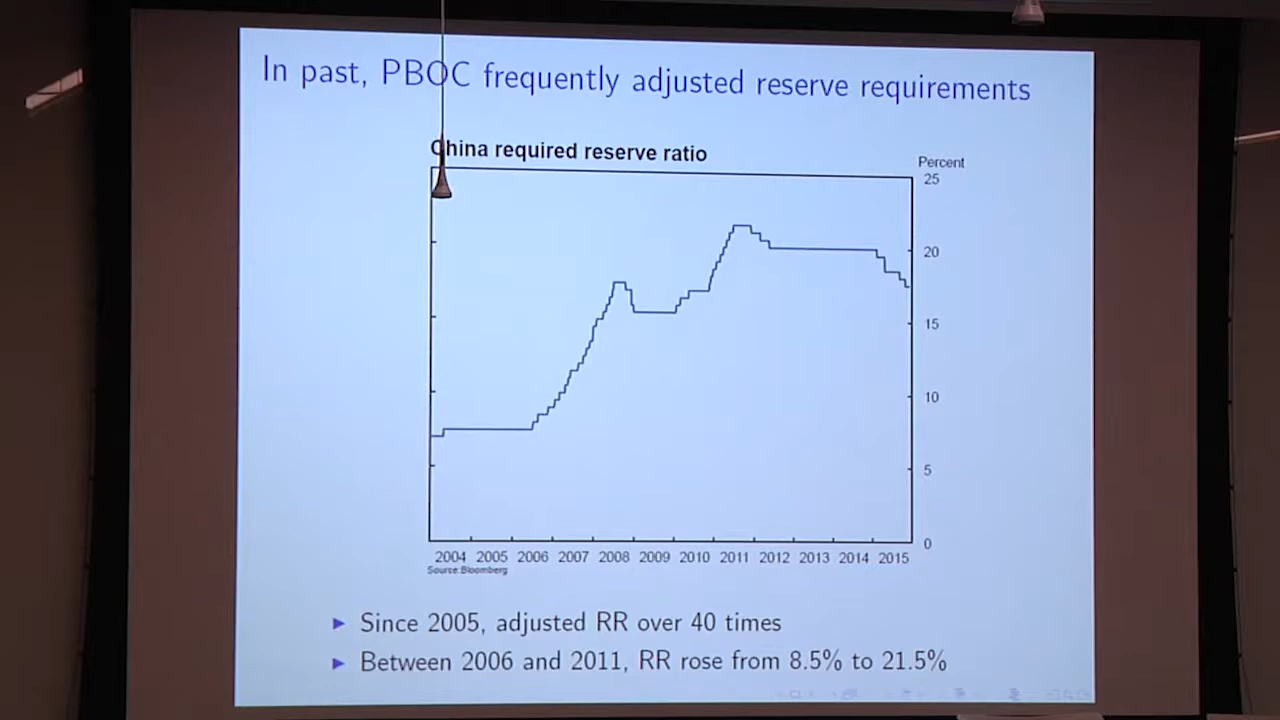 In past, PBOC frequently adjusted reserve requirements
China required reserve ratio
Percent
25
20
15
10
5
0
2004 2005 2006 2007 2008 2009 2010 2011 2012 2013 2014 2015
Source:Bloomberg
► Since 2005, adjusted RR over 40 times
► Between 2006 and 2011, RR rose from 8.5% to 21.5%